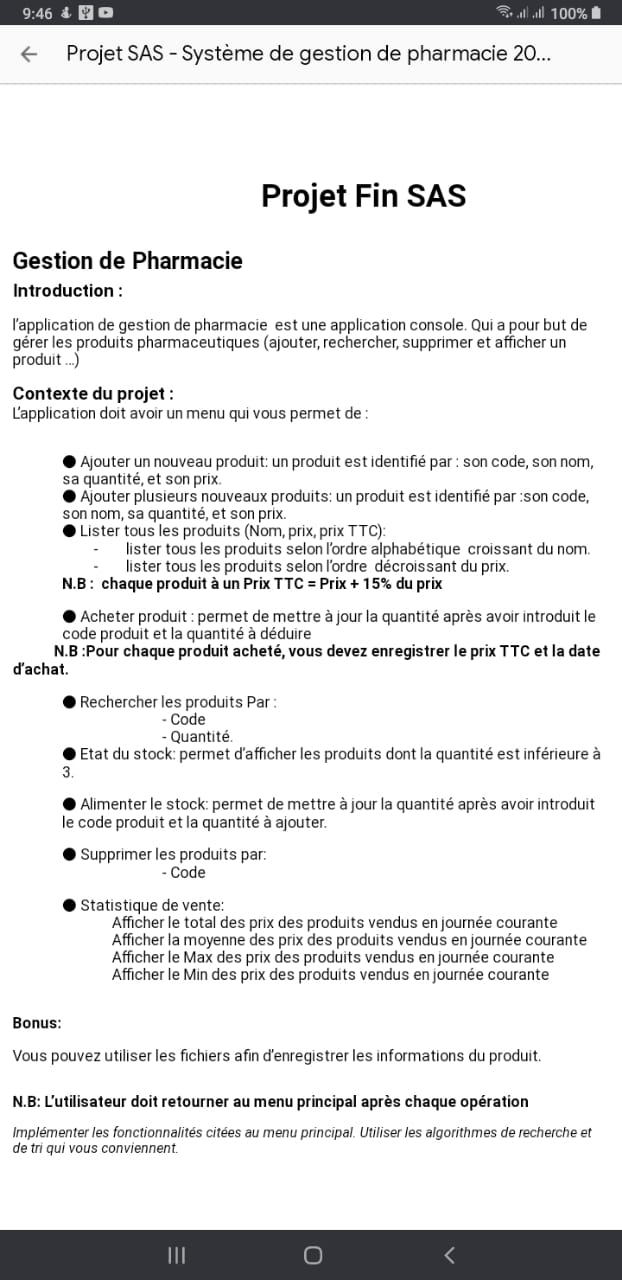 9:46
100%
Projet SAS - Système de gestion de pharmacie 20...
Projet Fin SAS
Gestion de Pharmacie
Introduction :
l'application de gestion de pharmacie est une application console. Qui a pour but de
gérer les produits pharmaceutiques (ajouter, rechercher, supprimer et afficher un
produit ...)
Contexte du projet :
L'application doit avoir un menu qui vous permet de :
● Ajouter un nouveau produit: un produit est identifié par : son code, son nom,
sa quantité, et son prix.
● Ajouter plusieurs nouveaux produits: un produit est identifié par :son code,
son nom, sa quantité, et son prix.
● Lister tous les produits (Nom, prix, prix TTC):
- lister tous les produits selon l'ordre alphabétique croissant du nom.
- lister tous les produits selon l'ordre décroissant du prix.
N.B : chaque produit à un Prix TTC = Prix + 15% du prix
● Acheter produit : permet de mettre à jour la quantité après avoir introduit le
code produit et la quantité à déduire
N.B :Pour chaque produit acheté, vous devez enregistrer le prix TTC et la date
d'achat.
● Rechercher les produits Par :
- Code
- Quantité.
● Etat du stock: permet d'afficher les produits dont la quantité est inférieure à
3.
● Alimenter le stock: permet de mettre à jour la quantité après avoir introduit
le code produit et la quantité à ajouter.
● Supprimer les produits par:
- Code
● Statistique de vente:
Afficher le total des prix des produits vendus en journée courante
Afficher la moyenne des prix des produits vendus en journée courante
Afficher le Max des prix des produits vendus en journée courante
Afficher le Min des prix des produits vendus en journée courante
Bonus:
Vous pouvez utiliser les fichiers afin d'enregistrer les informations du produit.
N.B: L'utilisateur doit retourner au menu principal après chaque opération
Implémenter les fonctionnalités citées au menu principal. Utiliser les algorithmes de recherche et
de tri qui vous conviennent.